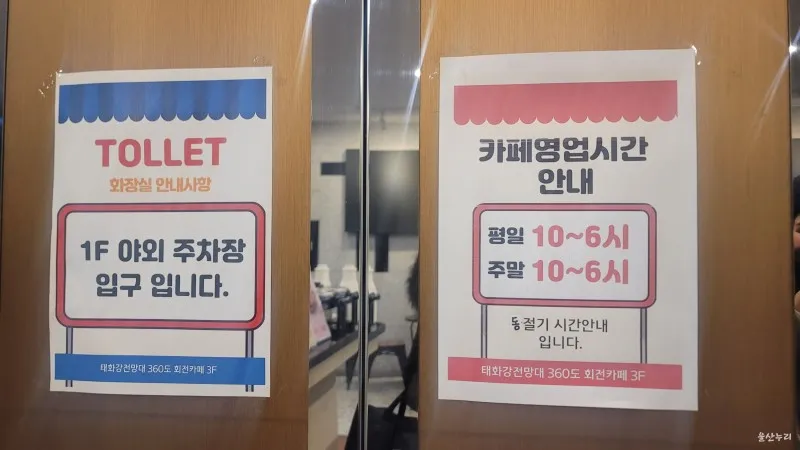 TOLLET
화장실 안내사항
1F 야외 주차장
입구 입니다.
태화강전망대 360도 회전카페 3F
카페영업시간
안내
평일 10~6시
주말 10~6시
동절기 시간안내
입니다.
태화강전망대 360도 회전카페 3F
울산누리